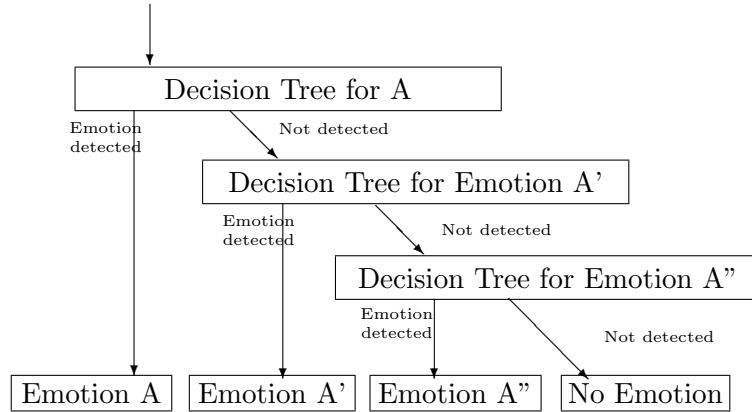 Decision Tree for A
Emotion
detected
Not detected
Decision Tree for Emotion A'
Emotion
detected
Not detected
Decision Tree for Emotion A"
Emotion
detected
Not detected
Emotion A
Emotion A'
Emotion A"
No Emotion